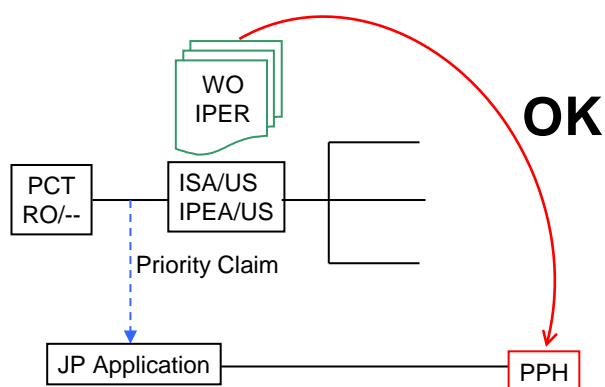 WO
IPER
OK
PCT
RO/--
ISA/US
IPEA/US
Priority Claim
JP Application
PPH